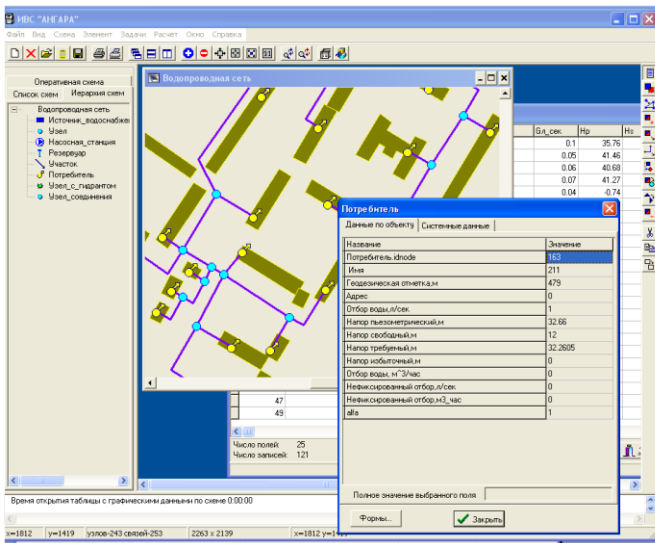 ИВС "АНГАРА"
Файл Вид Схема Элемент Задачи Расчет Окно Справка
Оперативная схема
Список схем Иерархия схем
Водопроводная сеть
Источник_водоснабжен
Узел
Насосная_станция
Резервуар
Участок
Потребитель
Узел_с_гидрантом
Узел_соединения
Водопроводная сеть
Gл_сек Hp Hs
0.1 35.76
0.05 41.46
0.06 40.68
0.07 41.27
0.04 -0.74
47
49
Число полей: 25
Число записей: 121
Потребитель
Данные по объекту Системные данные
Название Значение
Потребитель.idnode 163
Имя 211
Геодезическая отметка,м 479
Адрес 0
Отбор воды,л/сек 1
Напор пьезометрический,м 32.66
Напор свободный,м 12
Напор требуемый,м 32.2605
Напор избыточный,м 0
Отбор воды, м^3/час 0
Нефиксированный отбор,л/сек 0
Нефиксированный отбор,м3_час 0
alfa 1
Полное значение выбранного поля
Формы... Закрыть
Время открытия таблицы с графическими данными по схеме 0:00:00
x=1812 y=1419 узлов-243 связей-253 2263 x 2139 x=1812 y=1